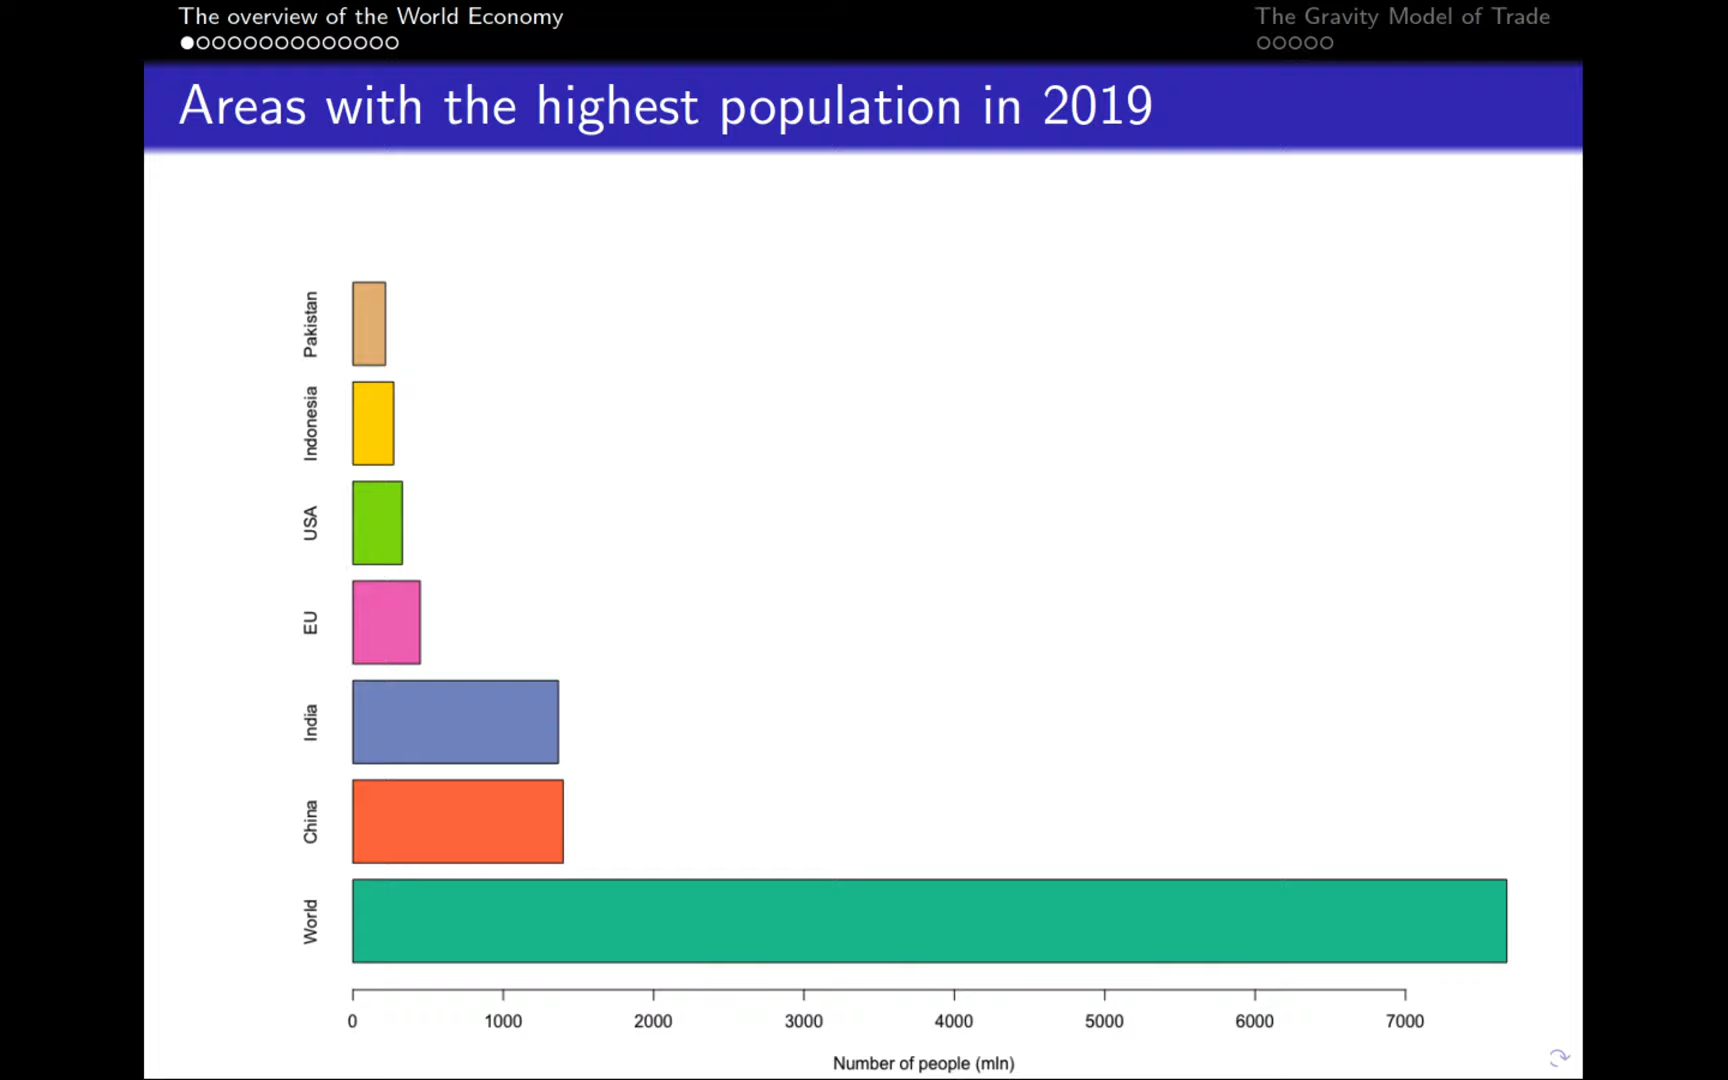 The overview of the World Economy
The Gravity Model of Trade
Areas with the highest population in 2019
Pakistan
Indonesia
USA
EU
India
China
World
0 1000 2000 3000 4000 5000 6000 7000
Number of people (mln)